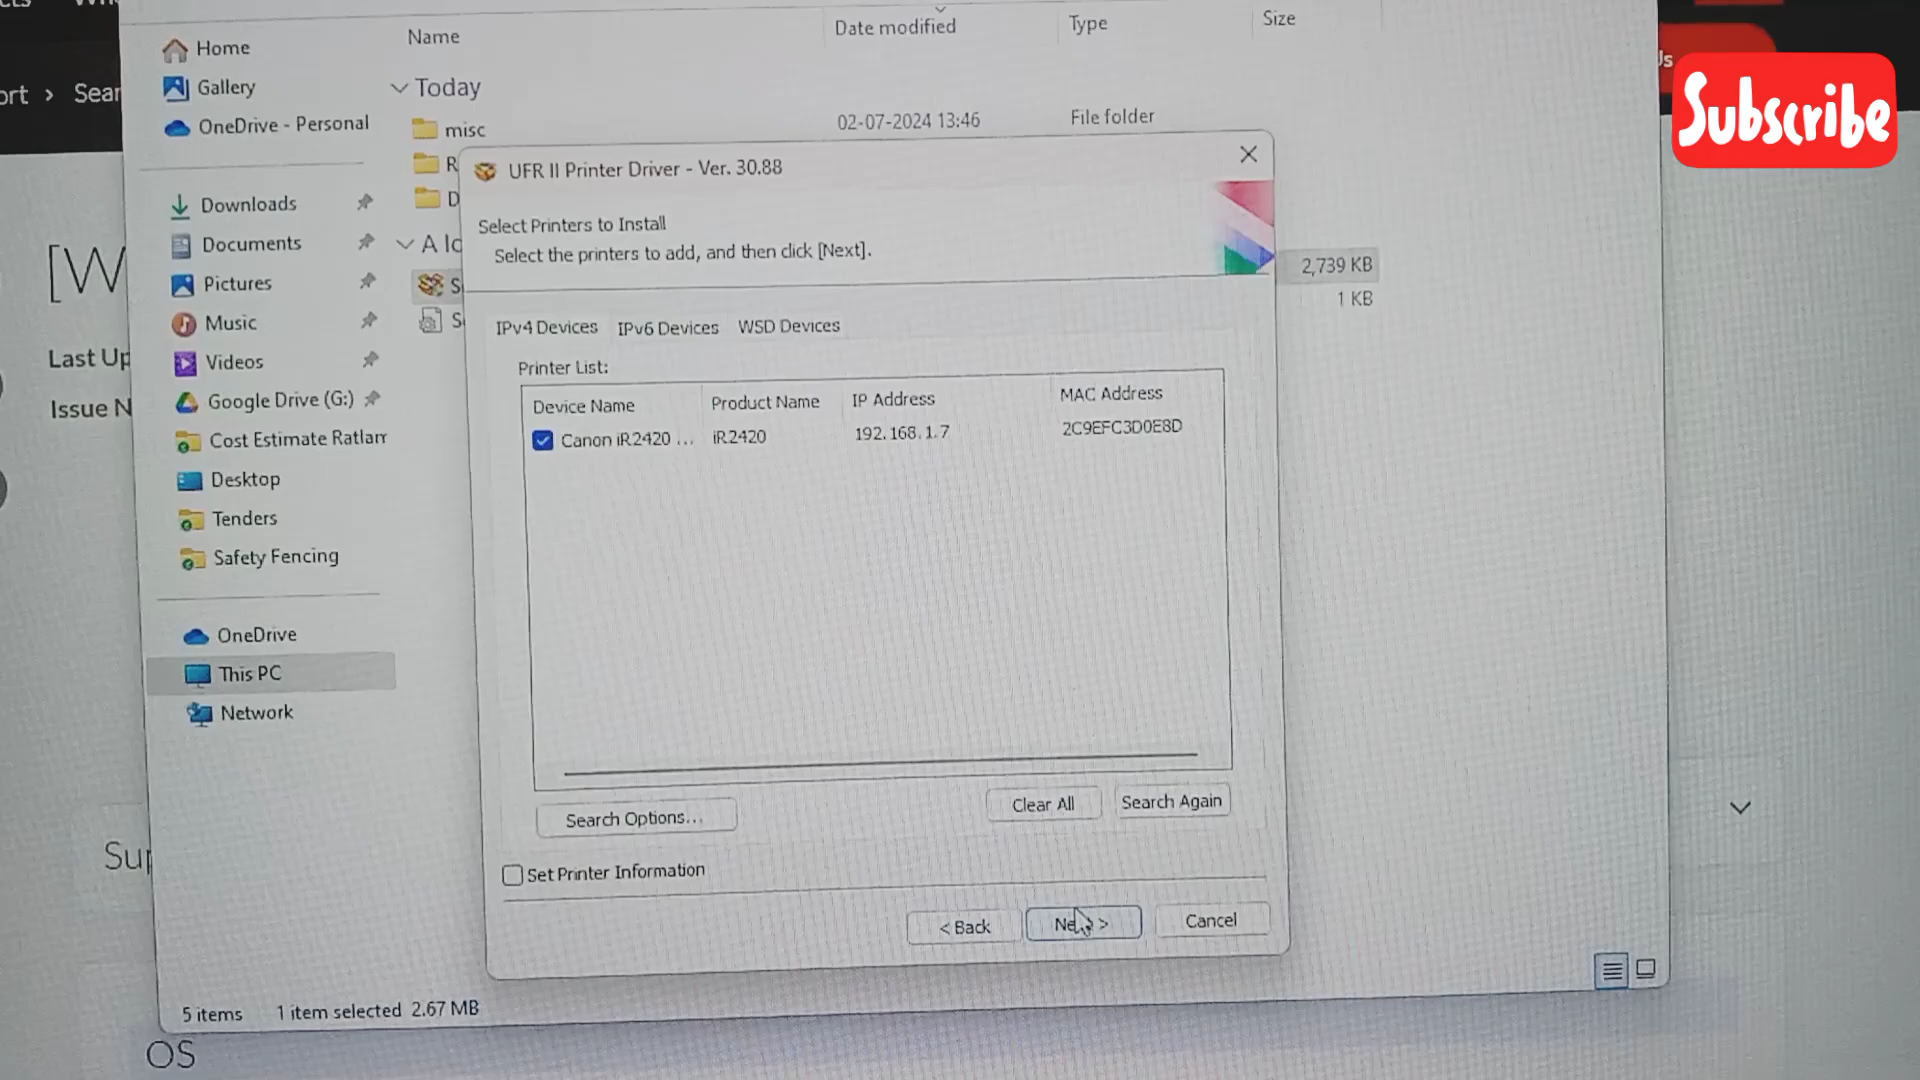 Name
Date modified
Type
Size
Home
Gallery
OneDrive - Personal
Today
misc
02-07-2024 13:46
File folder
Subscribe
UFR II Printer Driver - Ver. 30.88
Select Printers to Install
Select the printers to add, and then click [Next].
Downloads
Documents
Pictures
Music
Videos
Google Drive (G:)
Cost Estimate Ratlam
Desktop
Tenders
Safety Fencing
OneDrive
This PC
Network
2,739 KB
1 KB
IPv4 Devices IPv6 Devices WSD Devices
Printer List:
Device Name Product Name IP Address MAC Address
Canon iR2420 ... iR2420 192.168.1.7 2C9EFC3D0E8D
Search Options...
Clear All
Search Again
Set Printer Information
< Back
Next >
Cancel
5 items 1 item selected 2.67 MB
OS